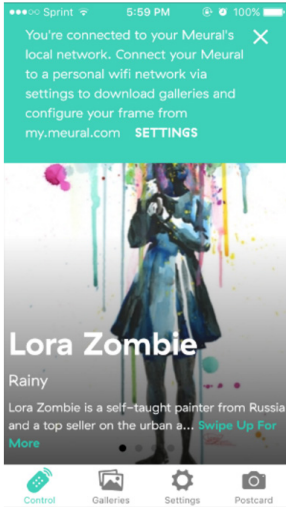 Sprint 5:59 PM 100%
You're connected to your Meural's
local network. Connect your Meural
to a personal wifi network via
settings to download galleries and
configure your frame from
my.meural.com SETTINGS
Lora Zombie
Rainy
Lora Zombie is a self-taught painter from Russia
and a top seller on the urban a... Swipe Up For
More
Control Galleries Settings Postcard